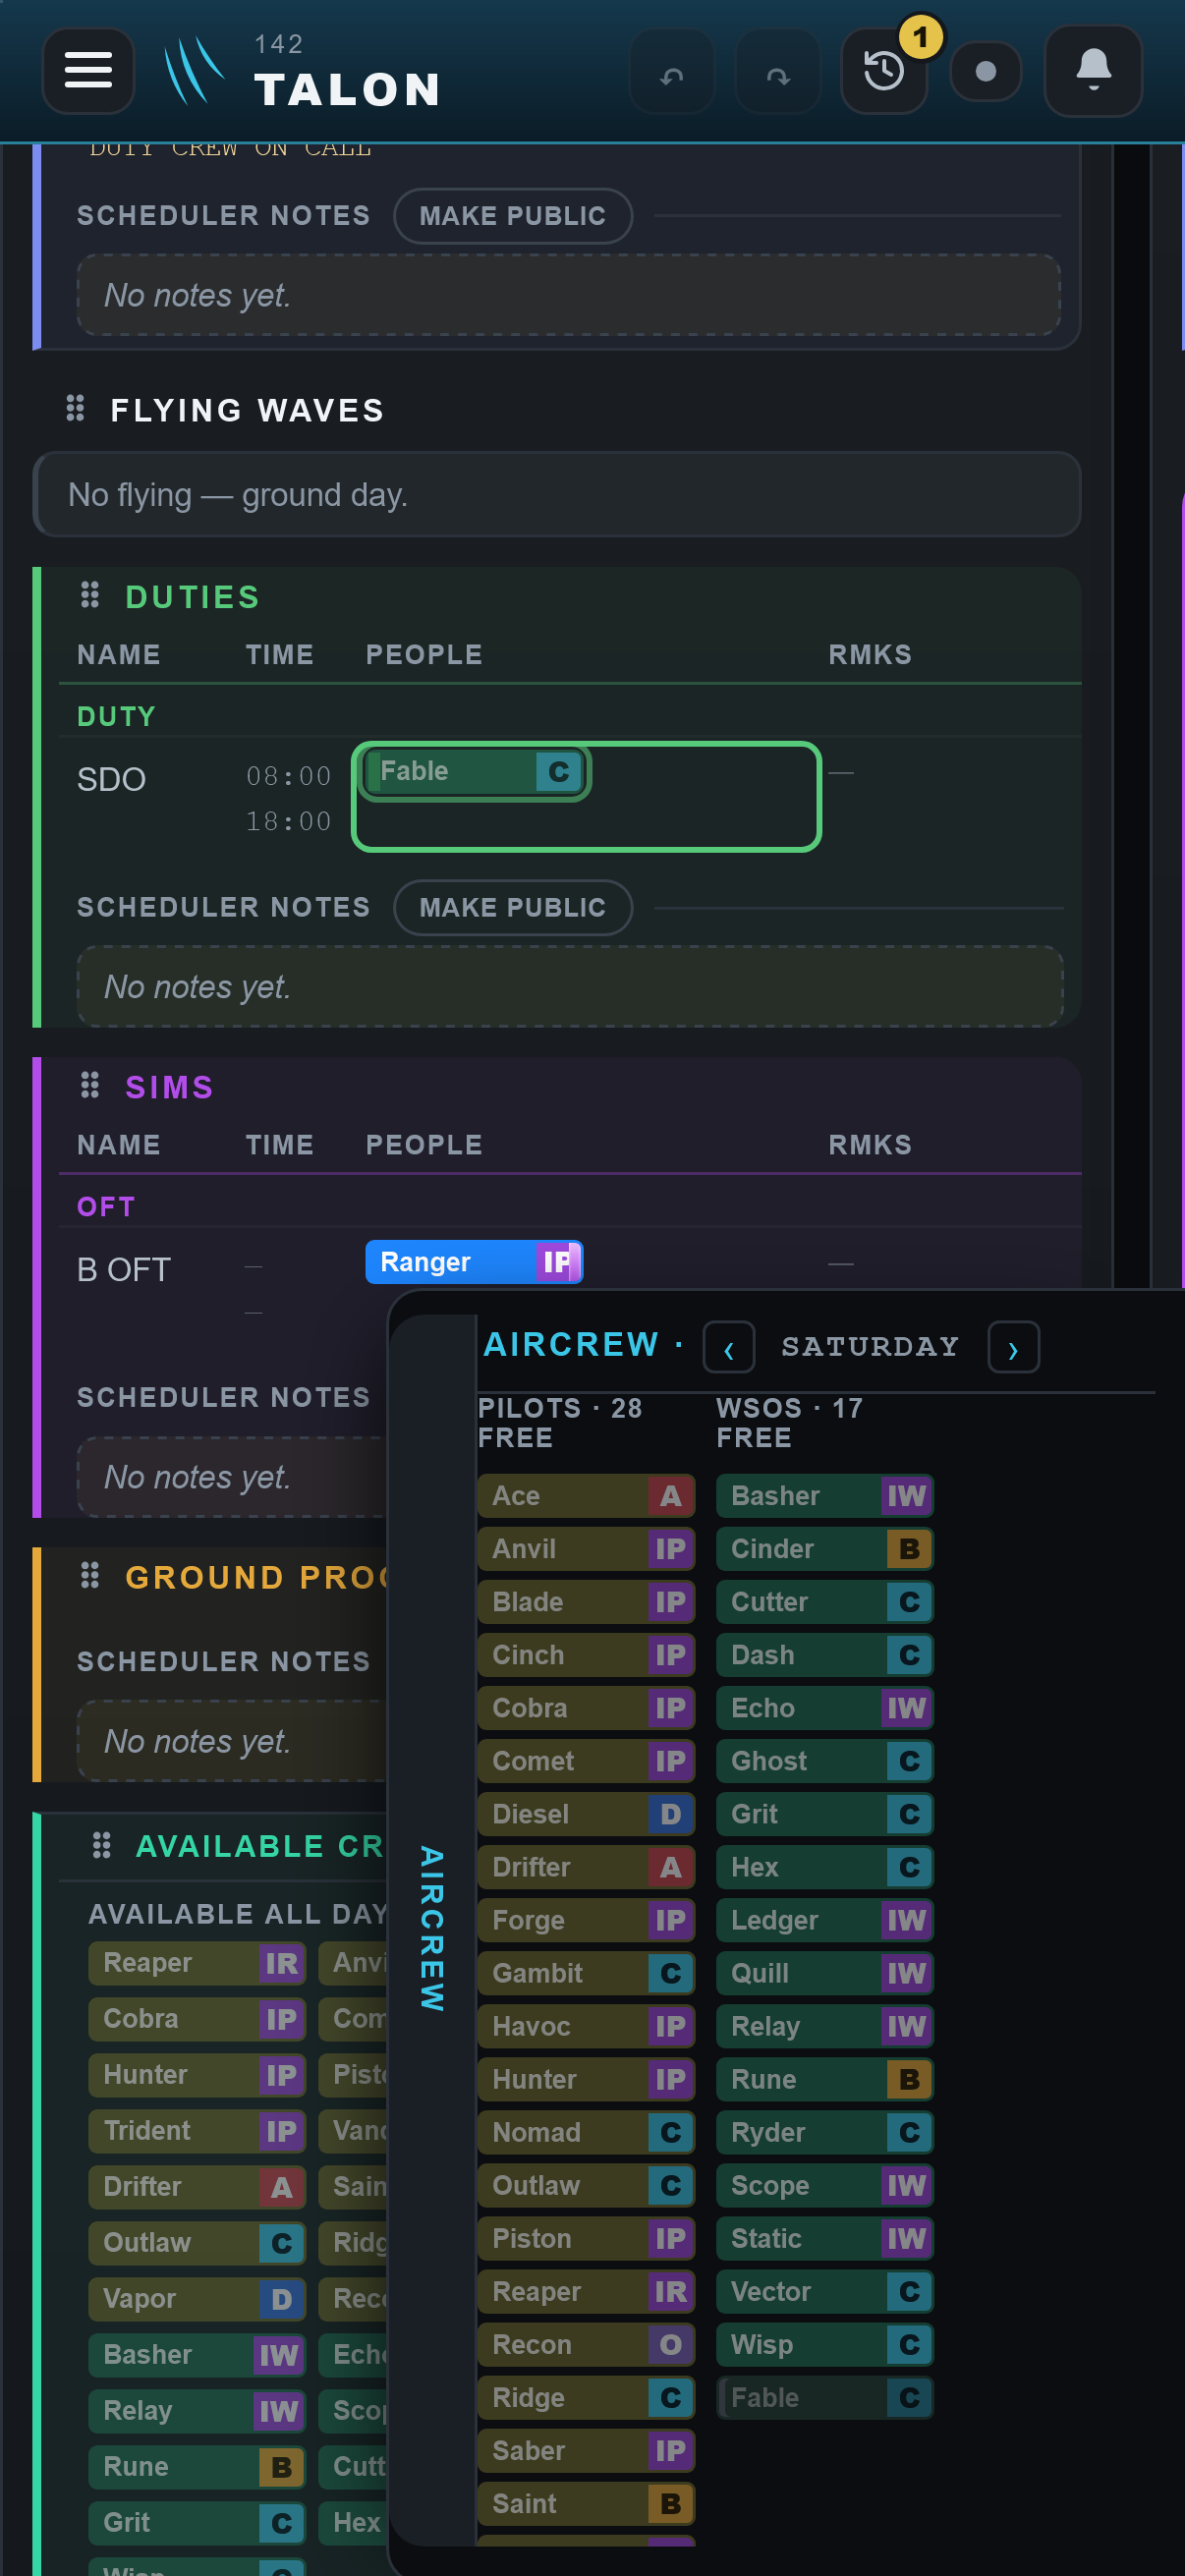 142
TALON
1
DUTY CREW ON CALL
SCHEDULER NOTES MAKE PUBLIC
No notes yet.
FLYING WAVES
No flying — ground day.
DUTIES
NAME TIME PEOPLE RMKS
DUTY
SDO 08:00 Fable C —
18:00
SCHEDULER NOTES MAKE PUBLIC
No notes yet.
SIMS
NAME TIME PEOPLE RMKS
OFT
B OFT — Ranger IP —
—
SCHEDULER NOTES
No notes yet.
GROUND
SCHEDULER NOTES
No notes yet.
AVAILABLE
AVAILABLE ALL DAY
Reaper IR
Cobra IP
Hunter IP
Trident IP
Drifter A
Outlaw C
Vapor D
Basher IW
Relay IW
Rune B
Grit C Hex
AIRCREW
AIRCREW · ‹ SATURDAY ›
PILOTS · 28 FREE
WSOS · 17 FREE
Ace A Basher IW
Anvil IP Cinder B
Blade IP Cutter C
Cinch IP Dash C
Cobra IP Echo IW
Comet IP Ghost C
Diesel D Grit C
Drifter A Hex C
Forge IP Ledger IW
Gambit C Quill IW
Havoc IP Relay IW
Hunter IP Rune B
Nomad C Ryder C
Outlaw C Scope IW
Piston IP Static IW
Reaper IR Vector C
Recon O Wisp C
Ridge C Fable C
Saber IP
Saint B